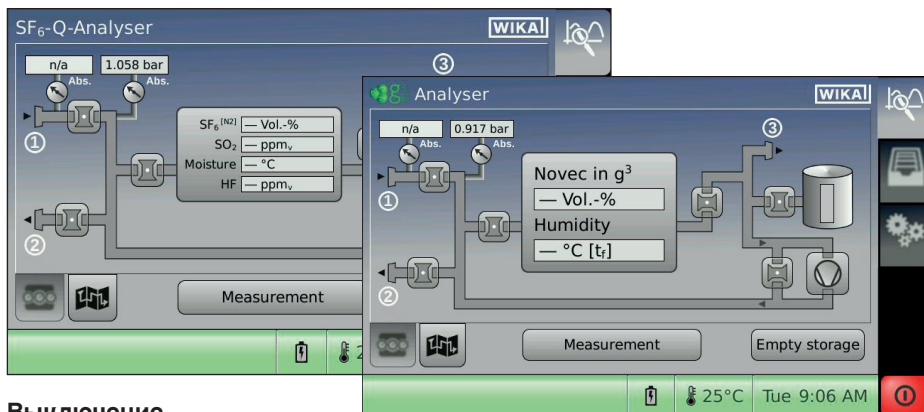 SF₆-Q-Analyser WIKA
n/a 1.058 bar
Abs. Abs.
③
①
SF₆[N2] — Vol.-%
SO₂ — ppmᵥ
Moisture — °C
HF — ppmᵥ
②
Measurement
g³ Analyser WIKA
n/a 0.917 bar
Abs. Abs.
③
①
Novec in g³
— Vol.-%
Humidity
— °C [tf]
②
Measurement Empty storage
25°C Tue 9:06 AM